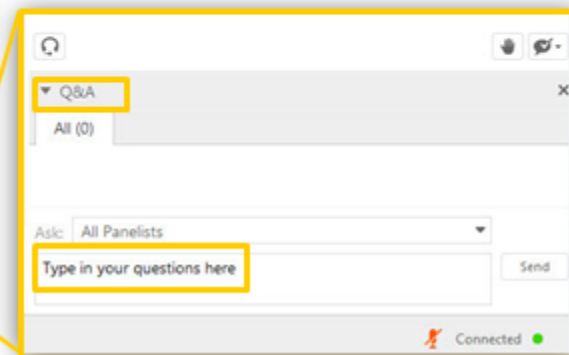 Q&A
All (0)
Ask: All Panelists
Type in your questions here
Send
Connected